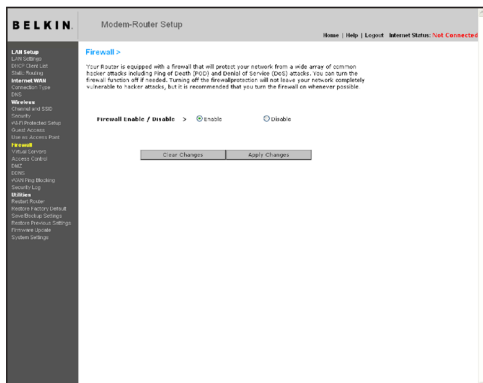 BELKIN.
Modem-Router Setup
Home | Help | Logout Internet Status: Not Connected
LAN Setup
LAN Settings
DHCP Client List
Static Routing
Internet WAN
Connection Type
DNS
Wireless
Channel and SSID
Security
Wi-Fi Protected Setup
Guest Access
Use as Access Point
Firewall
Virtual Servers
Access Control
DMZ
DDNS
WAN Ping Blocking
Security Log
Utilities
Restart Router
Restore Factory Default
Save/Backup Settings
Restore Previous Settings
Firmware Update
System Settings
Firewall >
Your Router is equipped with a firewall that will protect your network from a wide array of common
hacker attacks including Ping of Death (POD) and Denial of Service (DoS) attacks. You can turn the
firewall function off if needed. Turning off the firewallprotection will not leave your network completely
vulnerable to hacker attacks, but it is recommended that you turn the firewall on whenever possible.
Firewall Enable / Disable > Enable Disable
Clear Changes Apply Changes